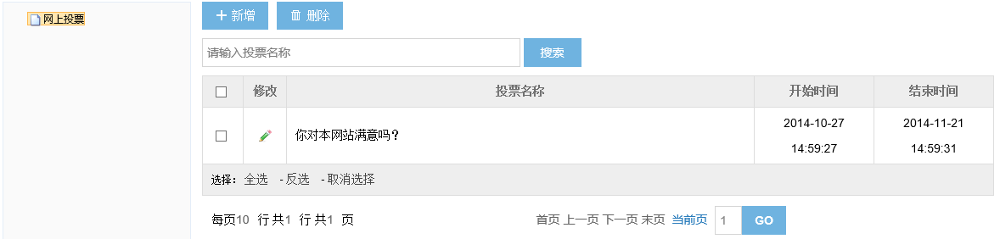 网上投票
新增 删除
请输入投票名称 搜索
修改 投票名称 开始时间 结束时间
你对本网站满意吗？ 2014-10-27 14:59:27 2014-11-21 14:59:31
选择： 全选 - 反选 - 取消选择
每页10 行 共1 行 共1 页 首页 上一页 下一页 末页 当前页 1 GO